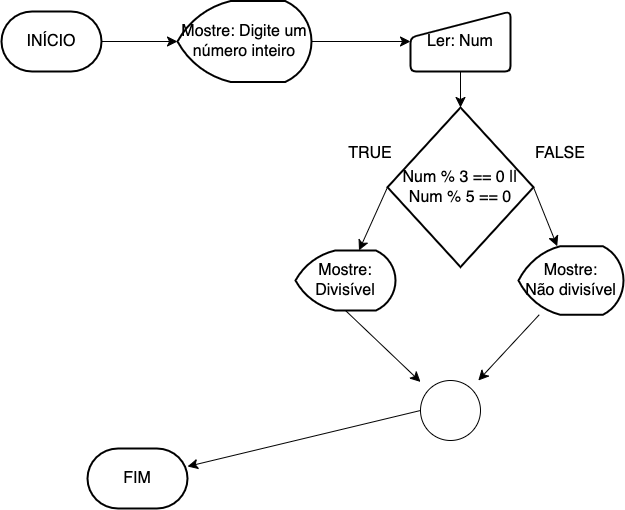 INÍCIO
Mostre: Digite um
número inteiro
Ler: Num
TRUE
FALSE
Num % 3 == 0 ll
Num % 5 == 0
Mostre:
Divisível
Mostre:
Não divisível
FIM